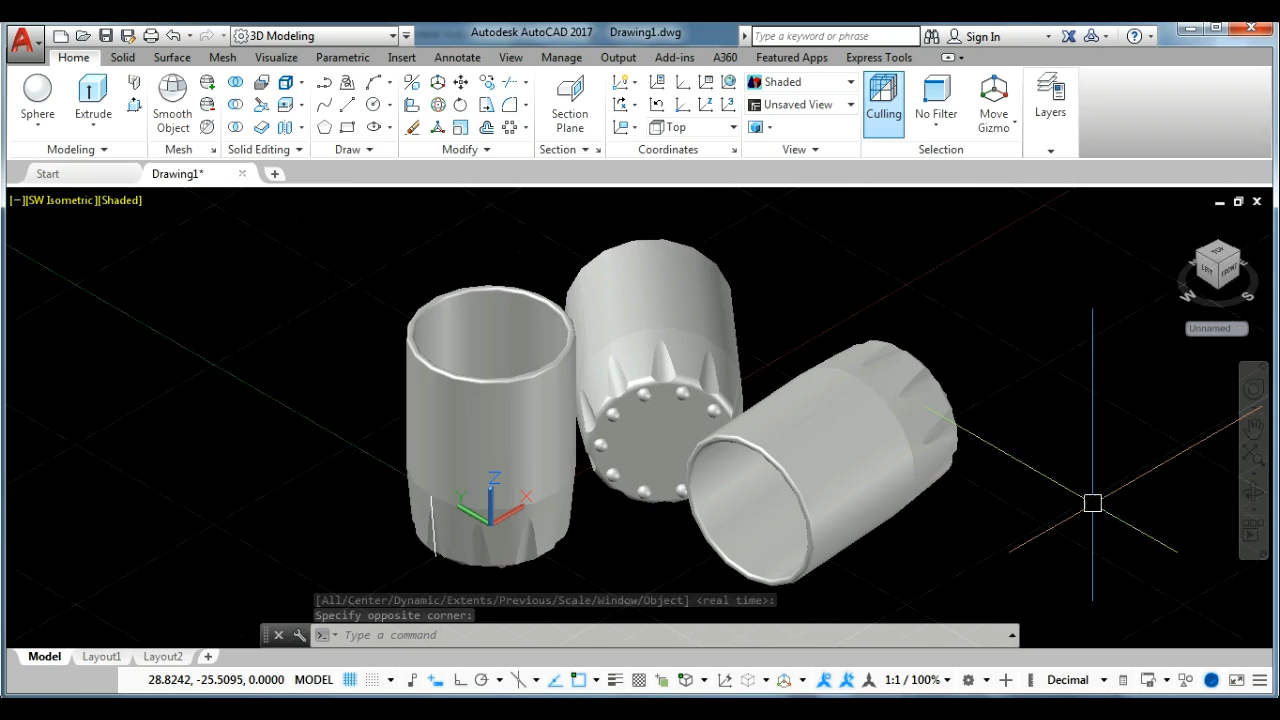 3D Modeling
Autodesk AutoCAD 2017 Drawing1.dwg
Type a keyword or phrase
Sign In
Home Solid Surface Mesh Visualize Parametric Insert Annotate View Manage Output Add-ins A360 Featured Apps Express Tools
Sphere
Extrude
Smooth
Object
Section
Plane
Shaded
Unsaved View
Top
Culling
No Filter
Move
Gizmo
Layers
Modeling Mesh Solid Editing Draw Modify Section Coordinates View Selection
Start Drawing1*
[−][SW Isometric][Shaded]
TOP
LEFT FRONT
W S
Unnamed
Z
Y X
[All/Center/Dynamic/Extents/Previous/Scale/Window/Object] <real time>:
Specify opposite corner:
Type a command
Model Layout1 Layout2 +
28.8242, -25.5095, 0.0000 MODEL 1:1 / 100% Decimal